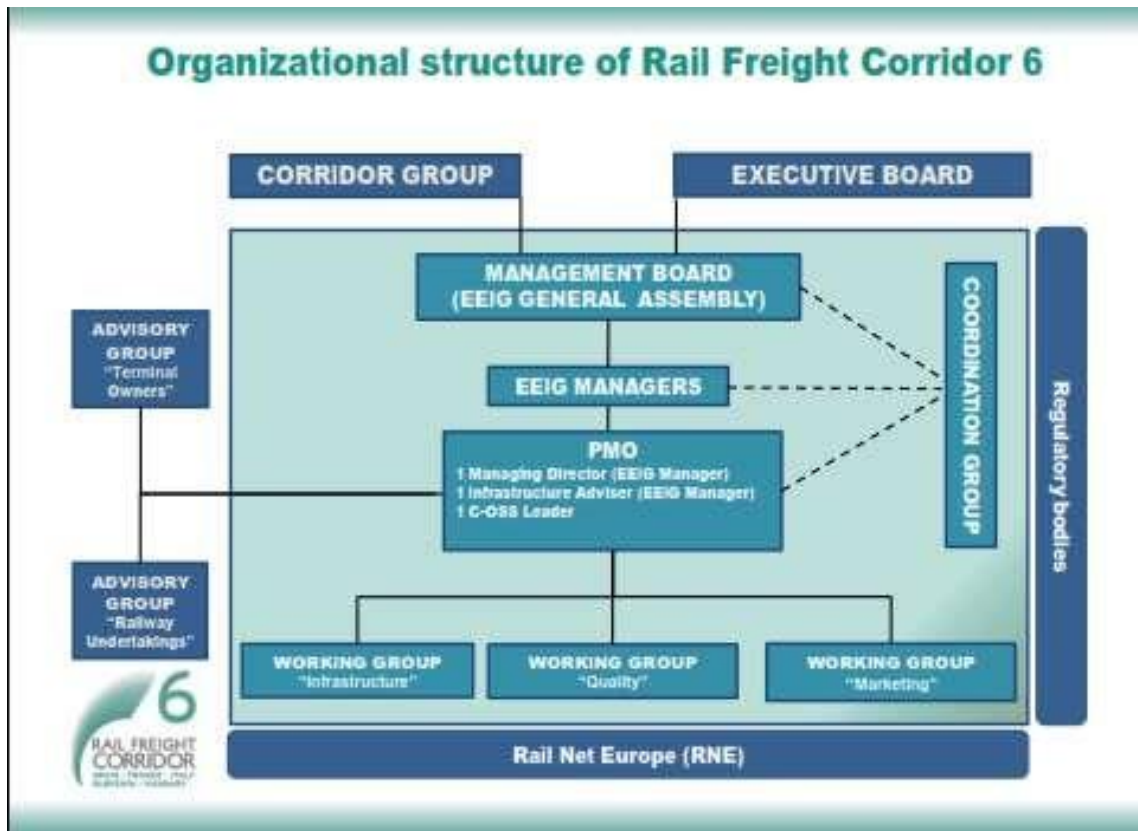 Organizational structure of Rail Freight Corridor 6
CORRIDOR GROUP
EXECUTIVE BOARD
MANAGEMENT BOARD
(EEIG GENERAL ASSEMBLY)
COORDINATION GROUP
Regulatory bodies
ADVISORY
GROUP
"Terminal
Owners"
EEIG MANAGERS
PMO
1 Managing Director (EEIG Manager)
1 Infrastructure Adviser (EEIG Manager)
1 C-OSS Leader
ADVISORY
GROUP
"Railway
Undertakings"
WORKING GROUP
"Infrastructure"
WORKING GROUP
"Quality"
WORKING GROUP
"Marketing"
6
RAIL FREIGHT
CORRIDOR
Rail Net Europe (RNE)